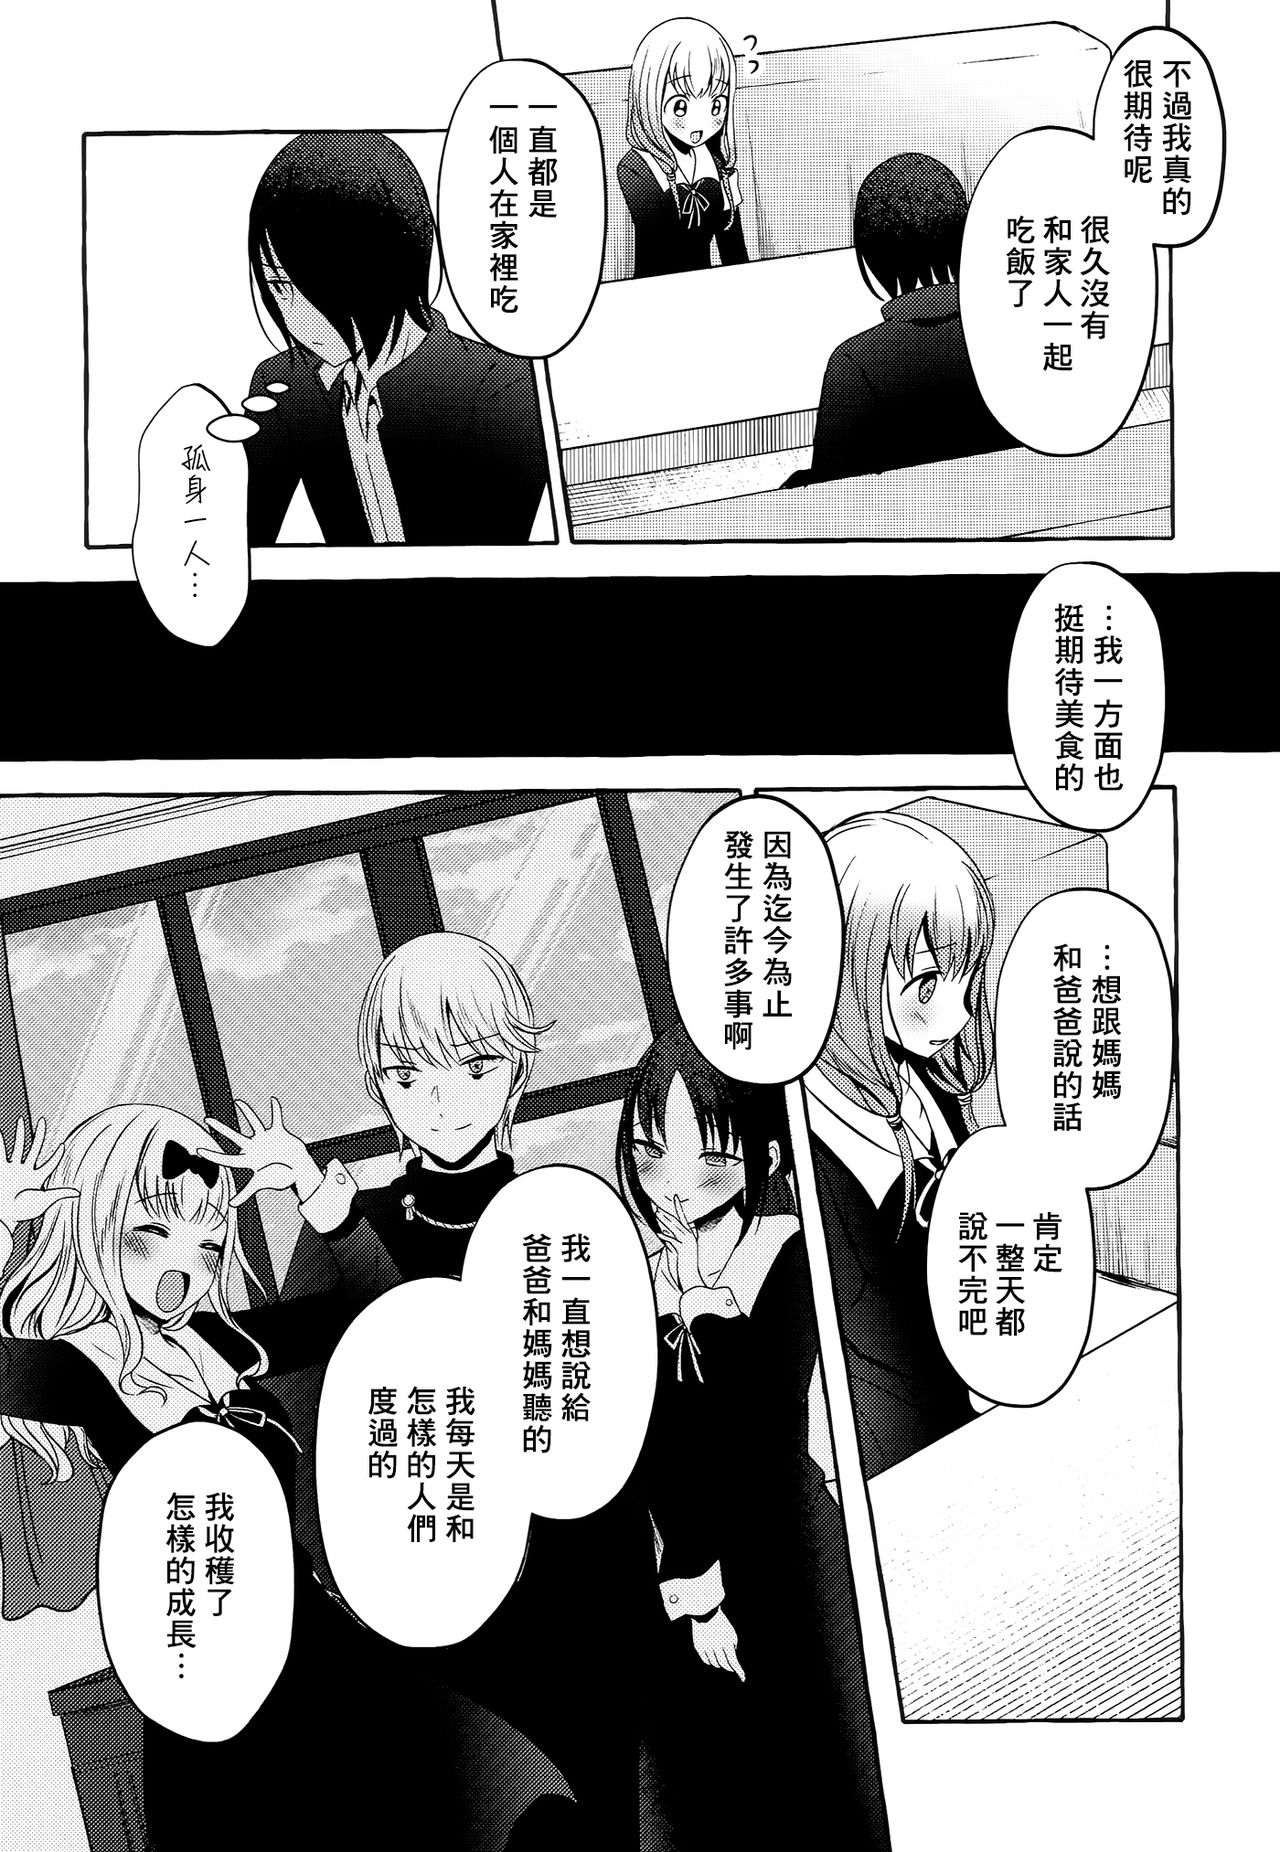 不過我真的
很期待呢
很久沒有
和家人一起
吃飯了
一直都是
一個人在家裡吃
孤身一人…
…我一方面也
挺期待美食的
…想跟媽媽
和爸爸說的話
肯定
一整天都
說不完吧
因為迄今為止
發生了許多事啊
我一直想說給
爸爸和媽媽聽的
我每天是和
怎樣的人們
度過的
我收穫了
怎樣的成長…